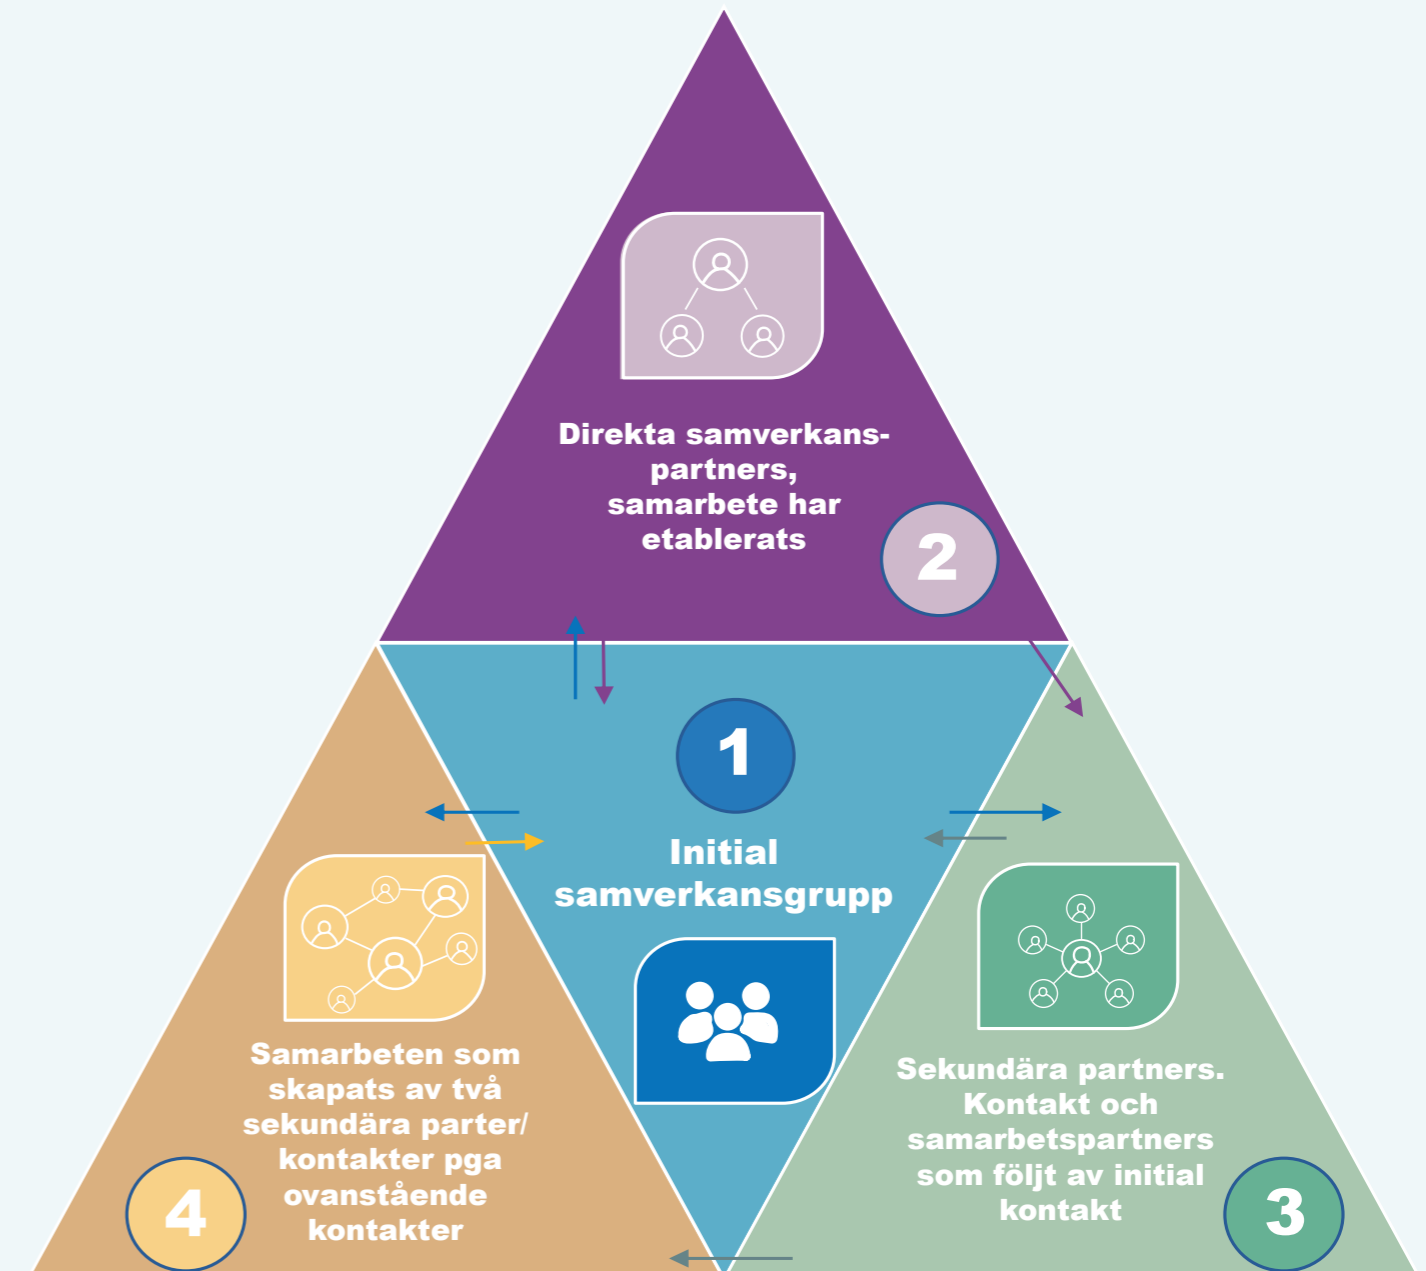 Direkta samverkans-
partners,
samarbete har
etablerats
2
1
Initial
samverkansgrupp
Samarbeten som
skapats av två
sekundära parter/
kontakter pga
ovanstående
kontakter
4
Sekundära partners.
Kontakt och
samarbetspartners
som följt av initial
kontakt
3